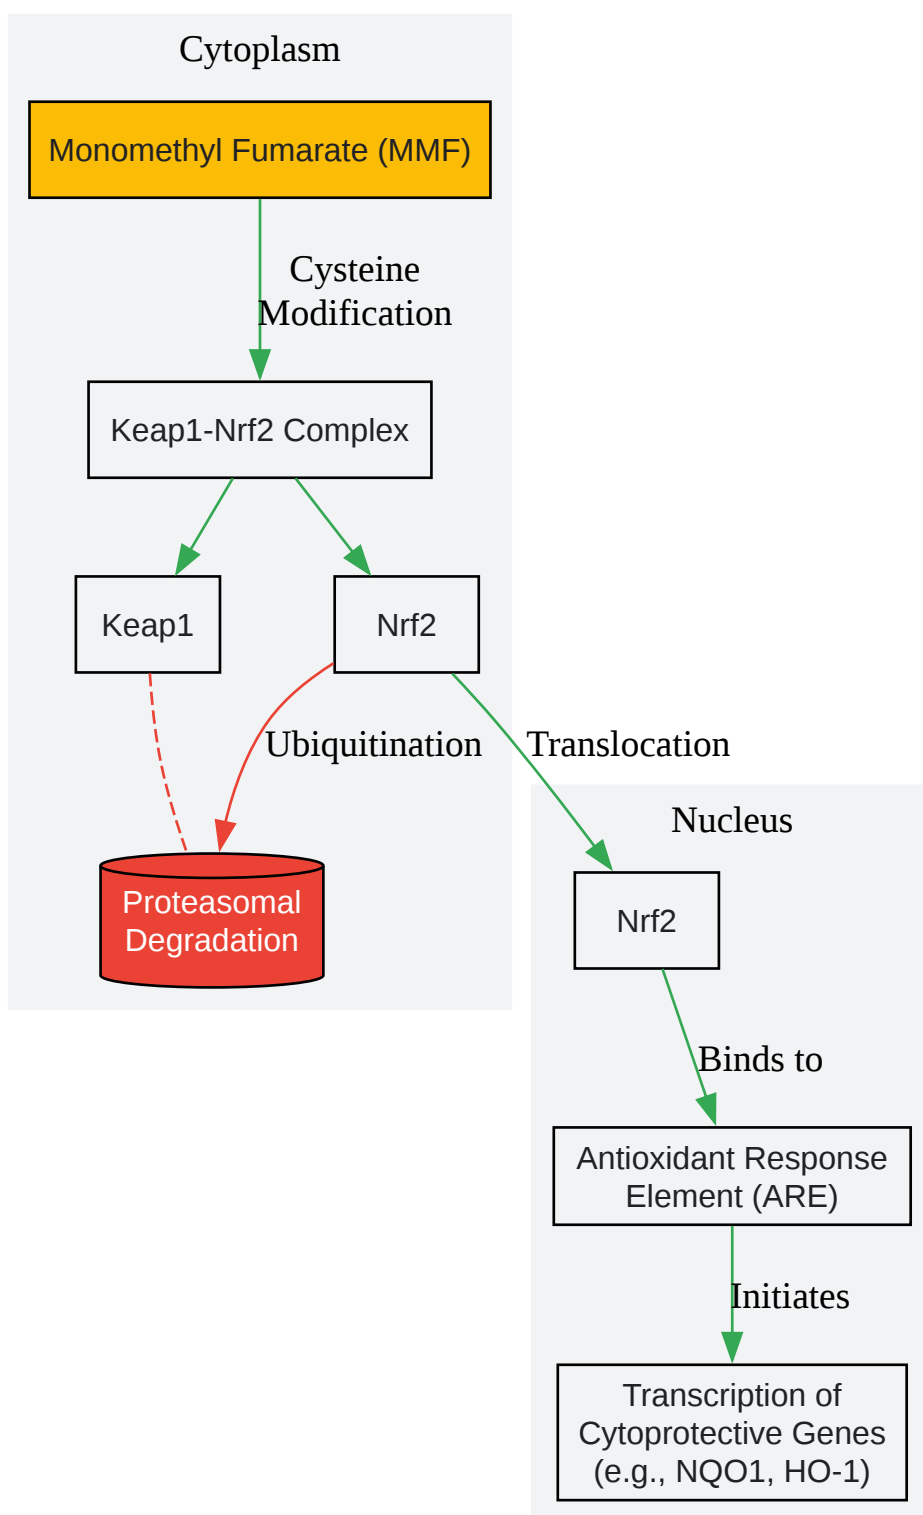 Cytoplasm
Monomethyl Fumarate (MMF)
Cysteine
Modification
Keap1-Nrf2 Complex
Keap1
Nrf2
Ubiquitination
Translocation
Proteasomal
Degradation
Nucleus
Nrf2
Binds to
Antioxidant Response
Element (ARE)
Initiates
Transcription of
Cytoprotective Genes
(e.g., NQO1, HO-1)